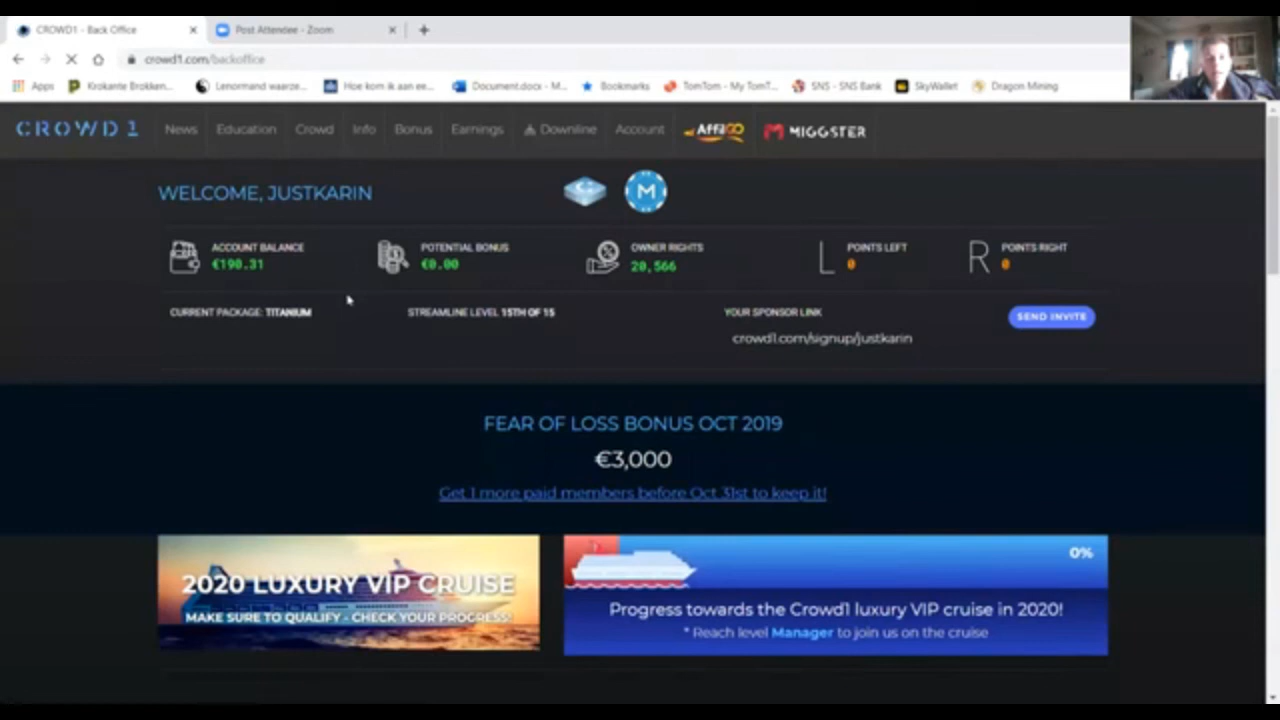 CROWD1 - Back Office
Post Attendee - Zoom
crowd1.com/backoffice
Apps
Krokante Brokken...
Lenormand waarze...
Hoe kom ik aan ee...
Document.docx - M...
Bookmarks
TomTom - My TomT...
SNS - SNS Bank
SkyWallet
Dragon Mining
CROWD1 News Education Crowd Info Bonus Earnings Downline Account AffilGO MIGGSTER
WELCOME, JUSTKARIN
M
ACCOUNT BALANCE
€190.31
POTENTIAL BONUS
€0.00
OWNER RIGHTS
20,566
L
POINTS LEFT
0
R
POINTS RIGHT
0
CURRENT PACKAGE: TITANIUM
STREAMLINE LEVEL 15TH OF 15
YOUR SPONSOR LINK
crowd1.com/signup/justkarin
SEND INVITE
FEAR OF LOSS BONUS OCT 2019
€3,000
Get 1 more paid members before Oct 31st to keep it!
2020 LUXURY VIP CRUISE
MAKE SURE TO QUALIFY - CHECK YOUR PROGRESS!
0%
Progress towards the Crowd1 luxury VIP cruise in 2020!
* Reach level Manager to join us on the cruise